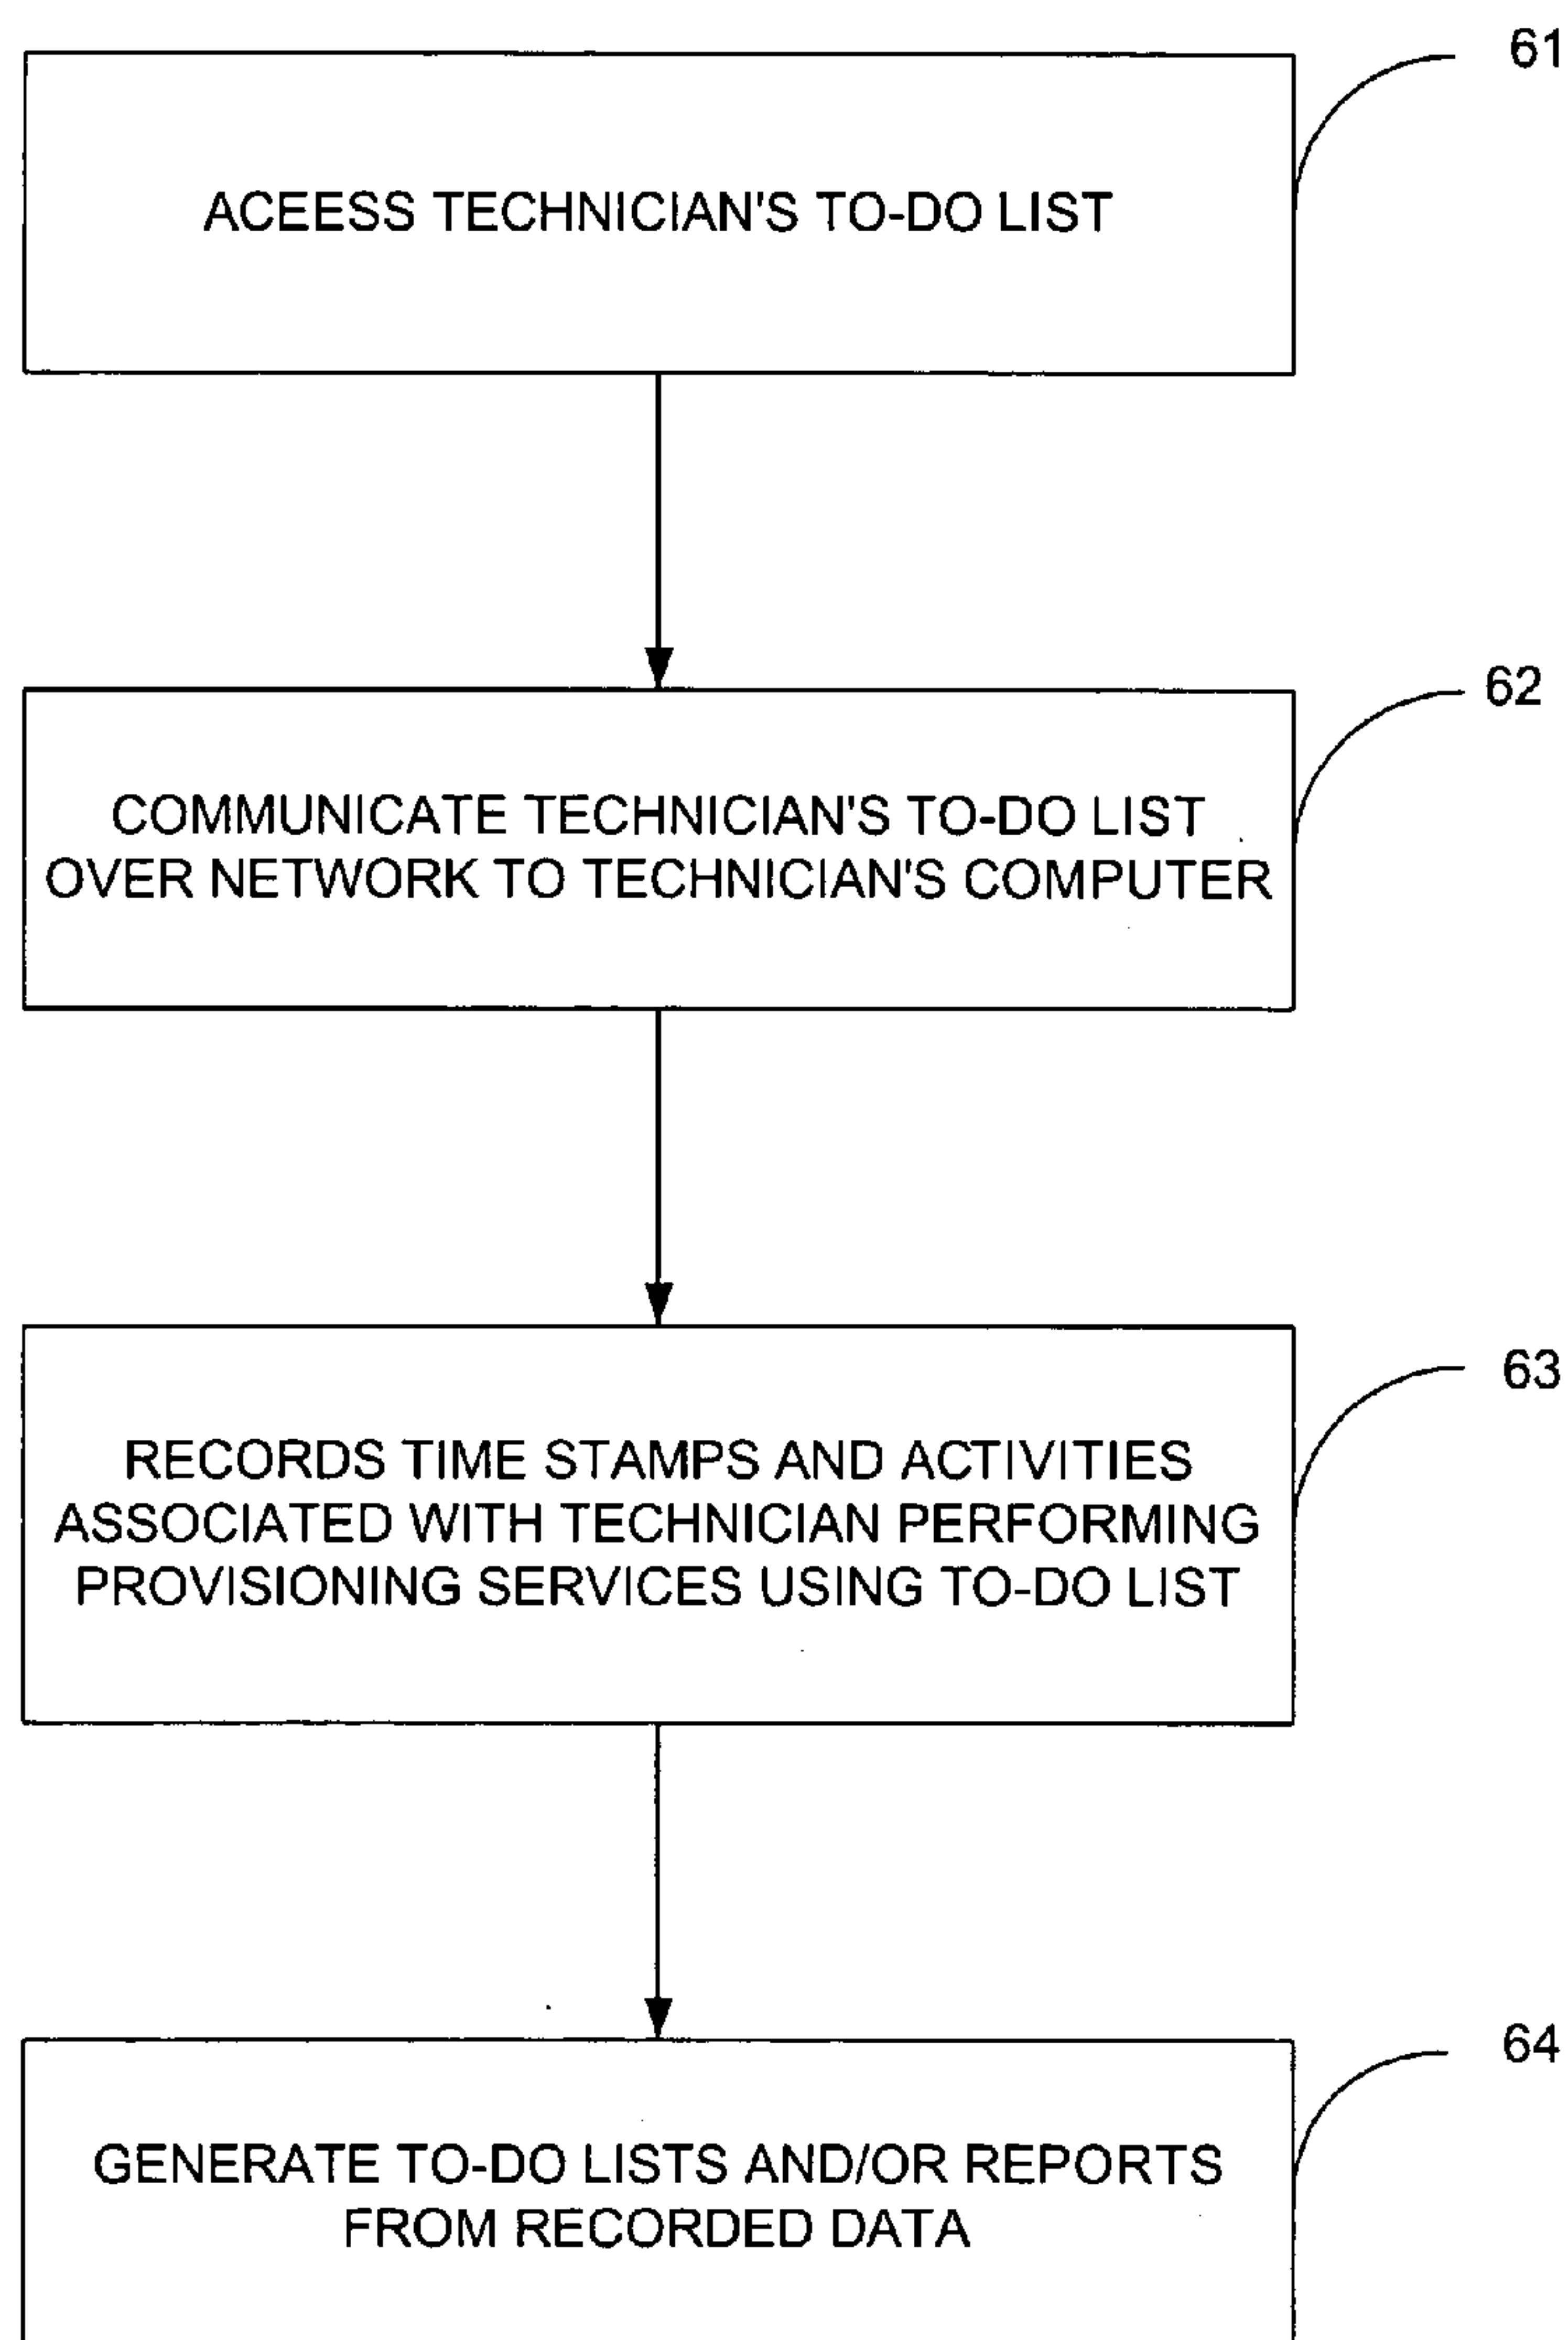 61
ACEESS TECHNICIAN'S TO-DO LIST
62
COMMUNICATE TECHNICIAN'S TO-DO LIST
OVER NETWORK TO TECHNICIAN'S COMPUTER
63
RECORDS TIME STAMPS AND ACTIVITIES
ASSOCIATED WITH TECHNICIAN PERFORMING
PROVISIONING SERVICES USING TO-DO LIST
64
GENERATE TO-DO LISTS AND/OR REPORTS
FROM RECORDED DATA